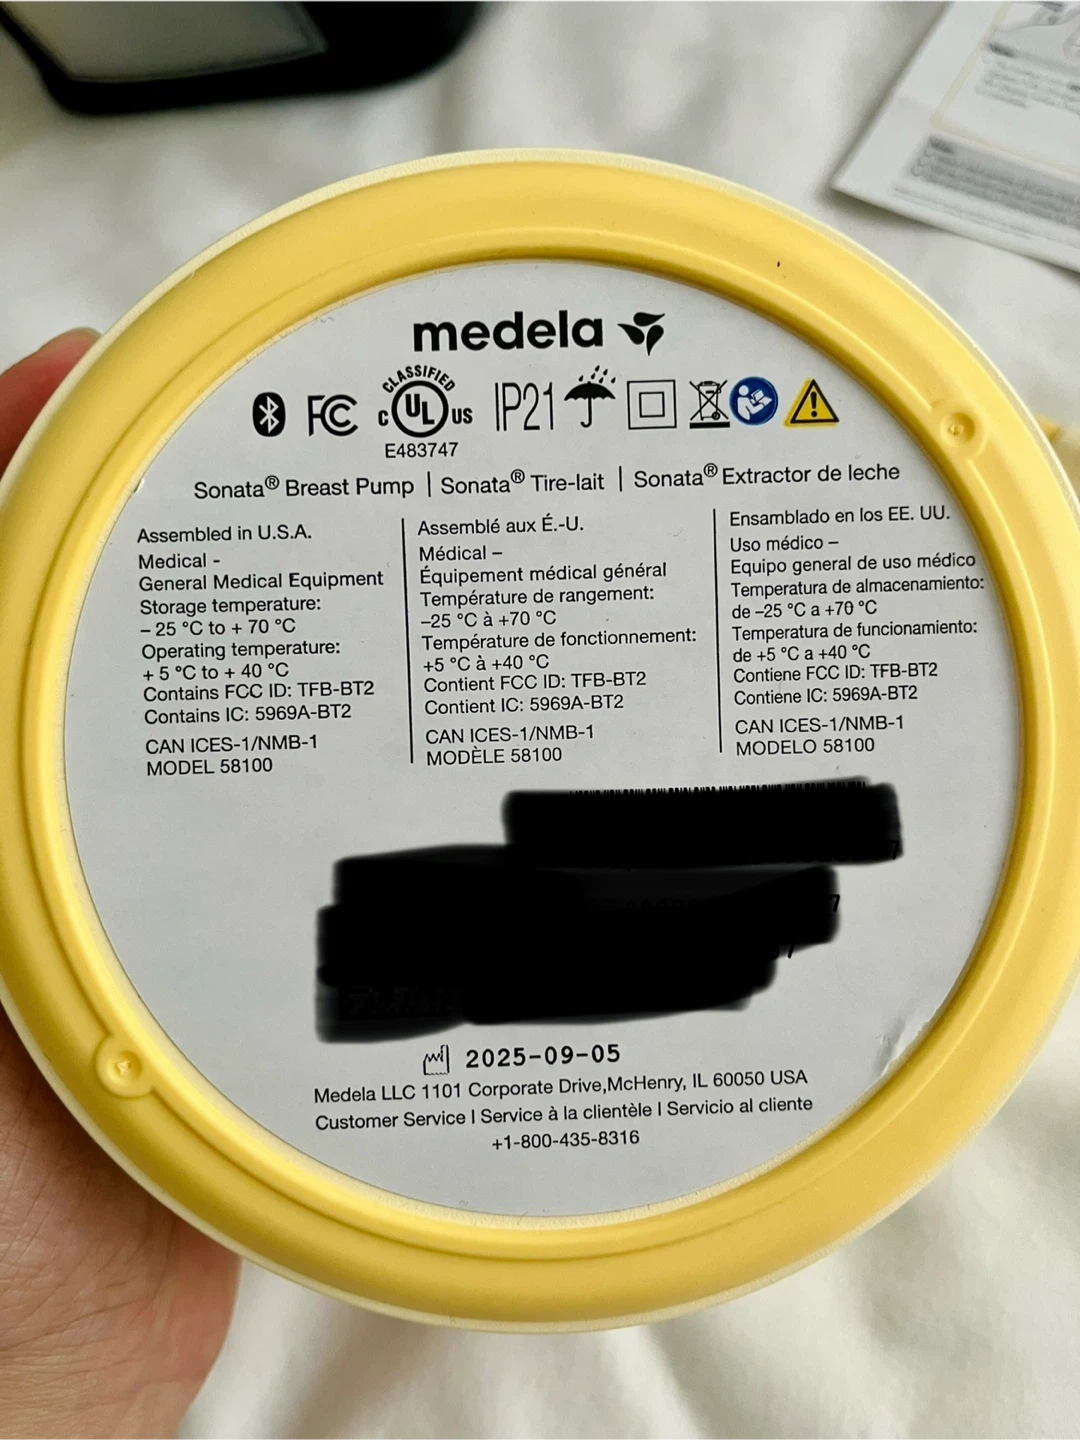 medela
CLASSIFIED
FC c UL US IP21
E483747
Sonata® Breast Pump | Sonata® Tire-lait | Sonata® Extractor de leche
Assembled in U.S.A.
Medical -
General Medical Equipment
Storage temperature:
– 25 °C to + 70 °C
Operating temperature:
+ 5 °C to + 40 °C
Contains FCC ID: TFB-BT2
Contains IC: 5969A-BT2
CAN ICES-1/NMB-1
MODEL 58100
Assemblé aux É.-U.
Médical –
Équipement médical général
Température de rangement:
–25 °C à +70 °C
Température de fonctionnement:
+5 °C à +40 °C
Contient FCC ID: TFB-BT2
Contient IC: 5969A-BT2
CAN ICES-1/NMB-1
MODÈLE 58100
Ensamblado en los EE. UU.
Uso médico –
Equipo general de uso médico
Temperatura de almacenamiento:
de –25 °C a +70 °C
Temperatura de funcionamiento:
de +5 °C a +40 °C
Contiene FCC ID: TFB-BT2
Contiene IC: 5969A-BT2
CAN ICES-1/NMB-1
MODELO 58100
2025-09-05
Medela LLC 1101 Corporate Drive,McHenry, IL 60050 USA
Customer Service I Service à la clientèle I Servicio al cliente
+1-800-435-8316